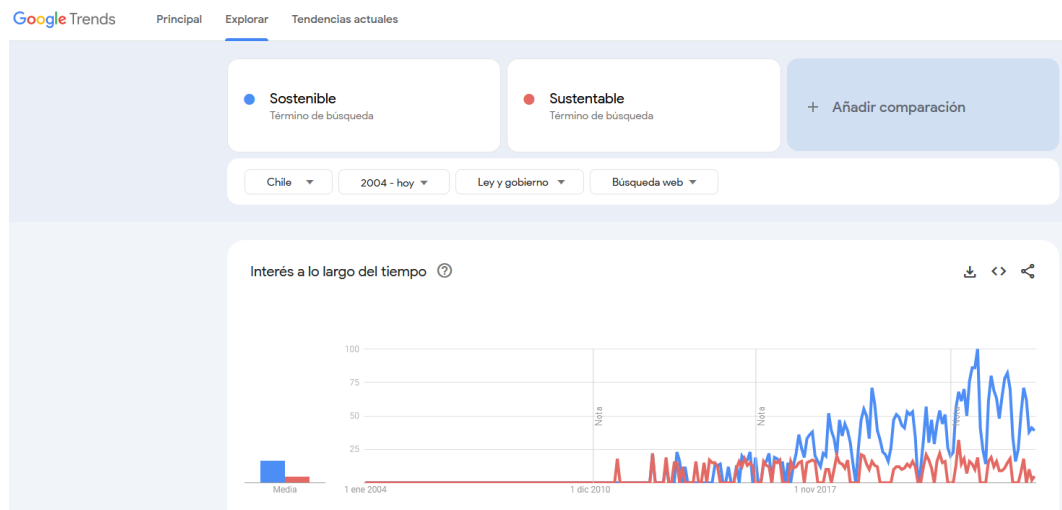 Google Trends Principal Explorar Tendencias actuales
Sostenible
Término de búsqueda
Sustentable
Término de búsqueda
+ Añadir comparación
Chile 2004 - hoy Ley y gobierno Búsqueda web
Interés a lo largo del tiempo ?
100
75
50
25
Nota
Nota
Nota
Media
1 ene 2004 1 dic 2010 1 nov 2017